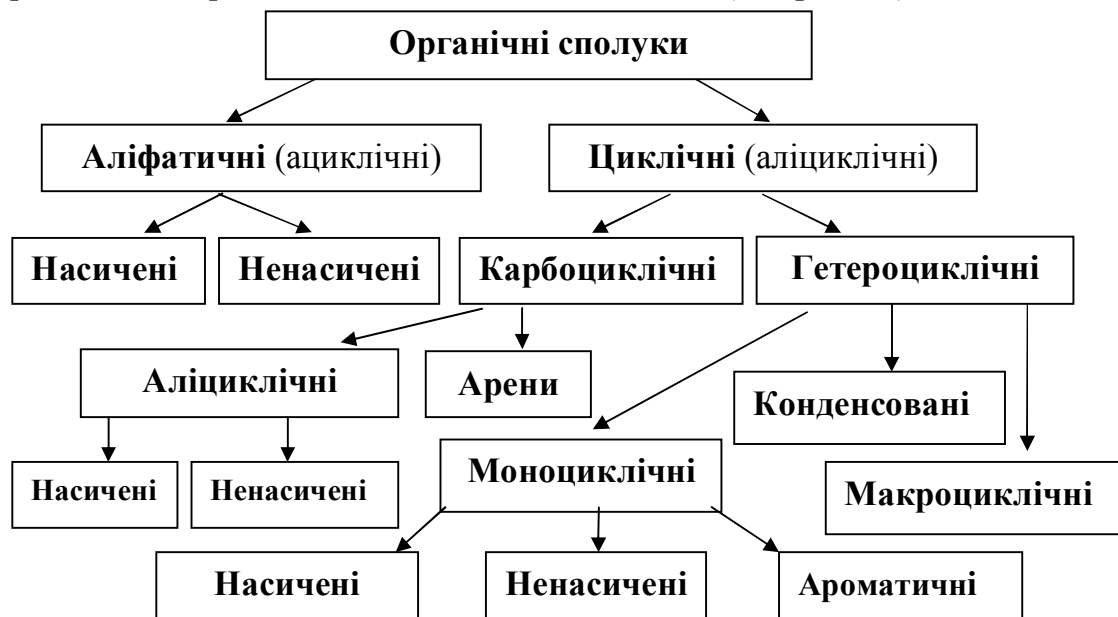 Органічні сполуки
Аліфатичні (ациклічні)
Циклічні (аліциклічні)
Насичені
Ненасичені
Карбоциклічні
Гетероциклічні
Аліциклічні
Арени
Конденсовані
Насичені
Ненасичені
Моноциклічні
Макроциклічні
Насичені
Ненасичені
Ароматичні